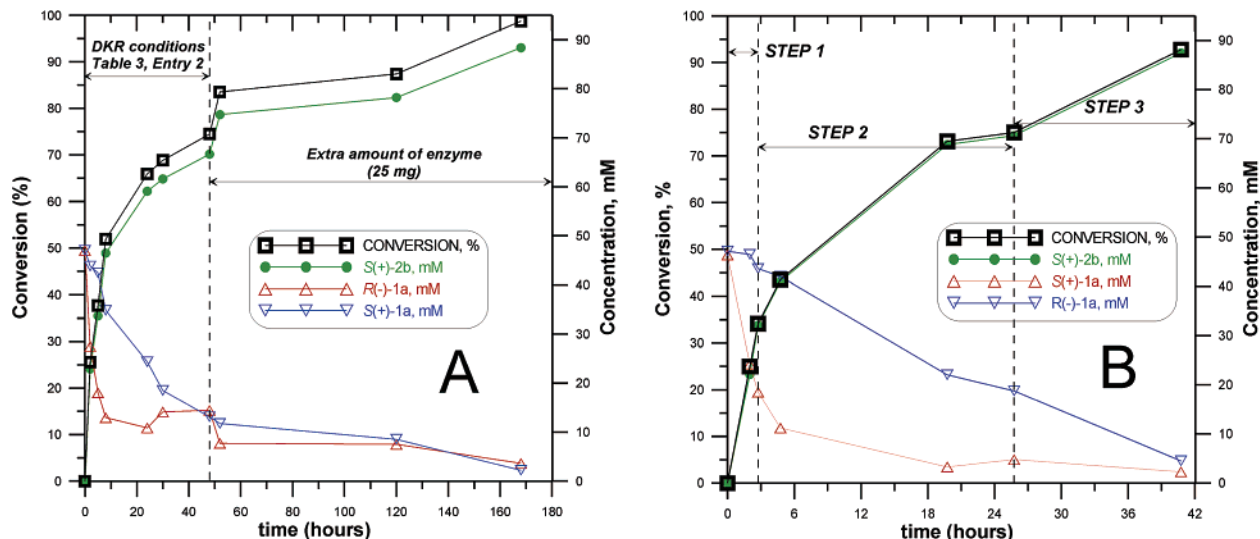 A
DKR conditions
Table 3, Entry 2
Extra amount of enzyme
(25 mg)
CONVERSION, %
S(+)-2b, mM
R(-)-1a, mM
S(+)-1a, mM
A
Conversion (%)
100
90
80
70
60
50
40
30
20
10
0
Concentration, mM
90
80
70
60
50
40
30
20
10
0
0 20 40 60 80 100 120 140 160 180
time (hours)
B
STEP 1
STEP 2
STEP 3
CONVERSION, %
S(+)-2b, mM
S(+)-1a, mM
R(-)-1a, mM
B
Conversion, %
100
90
80
70
60
50
40
30
20
10
0
Concentration, mM
90
80
70
60
50
40
30
20
10
0
0 6 12 18 24 30 36 42
time (hours)